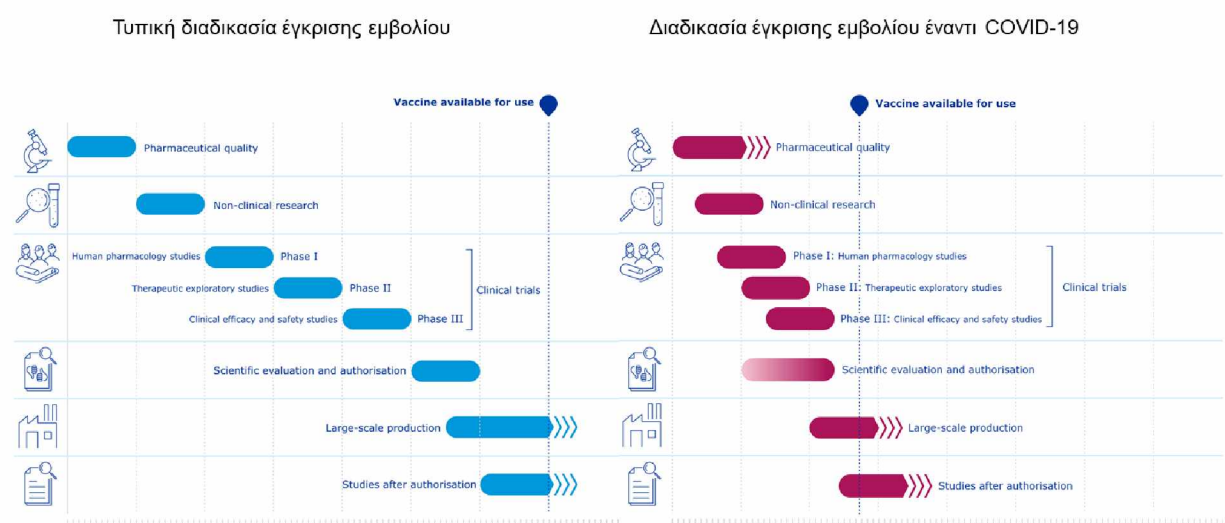 Τυπική διαδικασία έγκρισης εμβολίου
Vaccine available for use
Pharmaceutical quality
Non-clinical research
Human pharmacology studies
Phase I
Therapeutic exploratory studies
Phase II
Clinical trials
Clinical efficacy and safety studies
Phase III
Scientific evaluation and authorisation
Large-scale production
Studies after authorisation
Διαδικασία έγκρισης εμβολίου έναντι COVID-19
Vaccine available for use
Pharmaceutical quality
Non-clinical research
Phase I: Human pharmacology studies
Phase II: Therapeutic exploratory studies
Clinical trials
Phase III: Clinical efficacy and safety studies
Scientific evaluation and authorisation
Large-scale production
Studies after authorisation